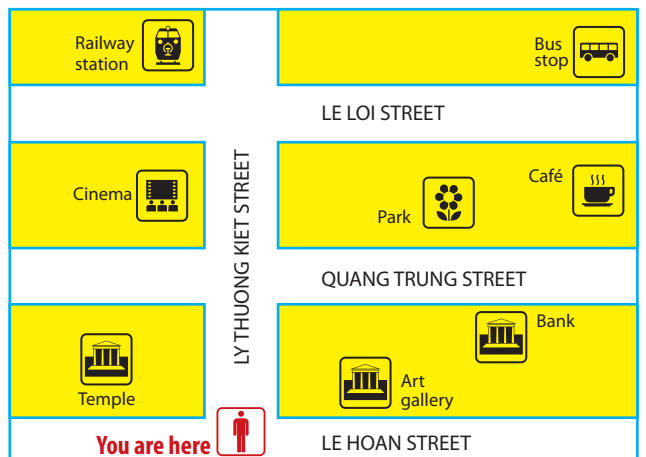 Railway
station
Bus
stop
LE LOI STREET
Cinema
LY THUONG KIET STREET
Park
Café
QUANG TRUNG STREET
Temple
Art
gallery
Bank
You are here
LE HOAN STREET